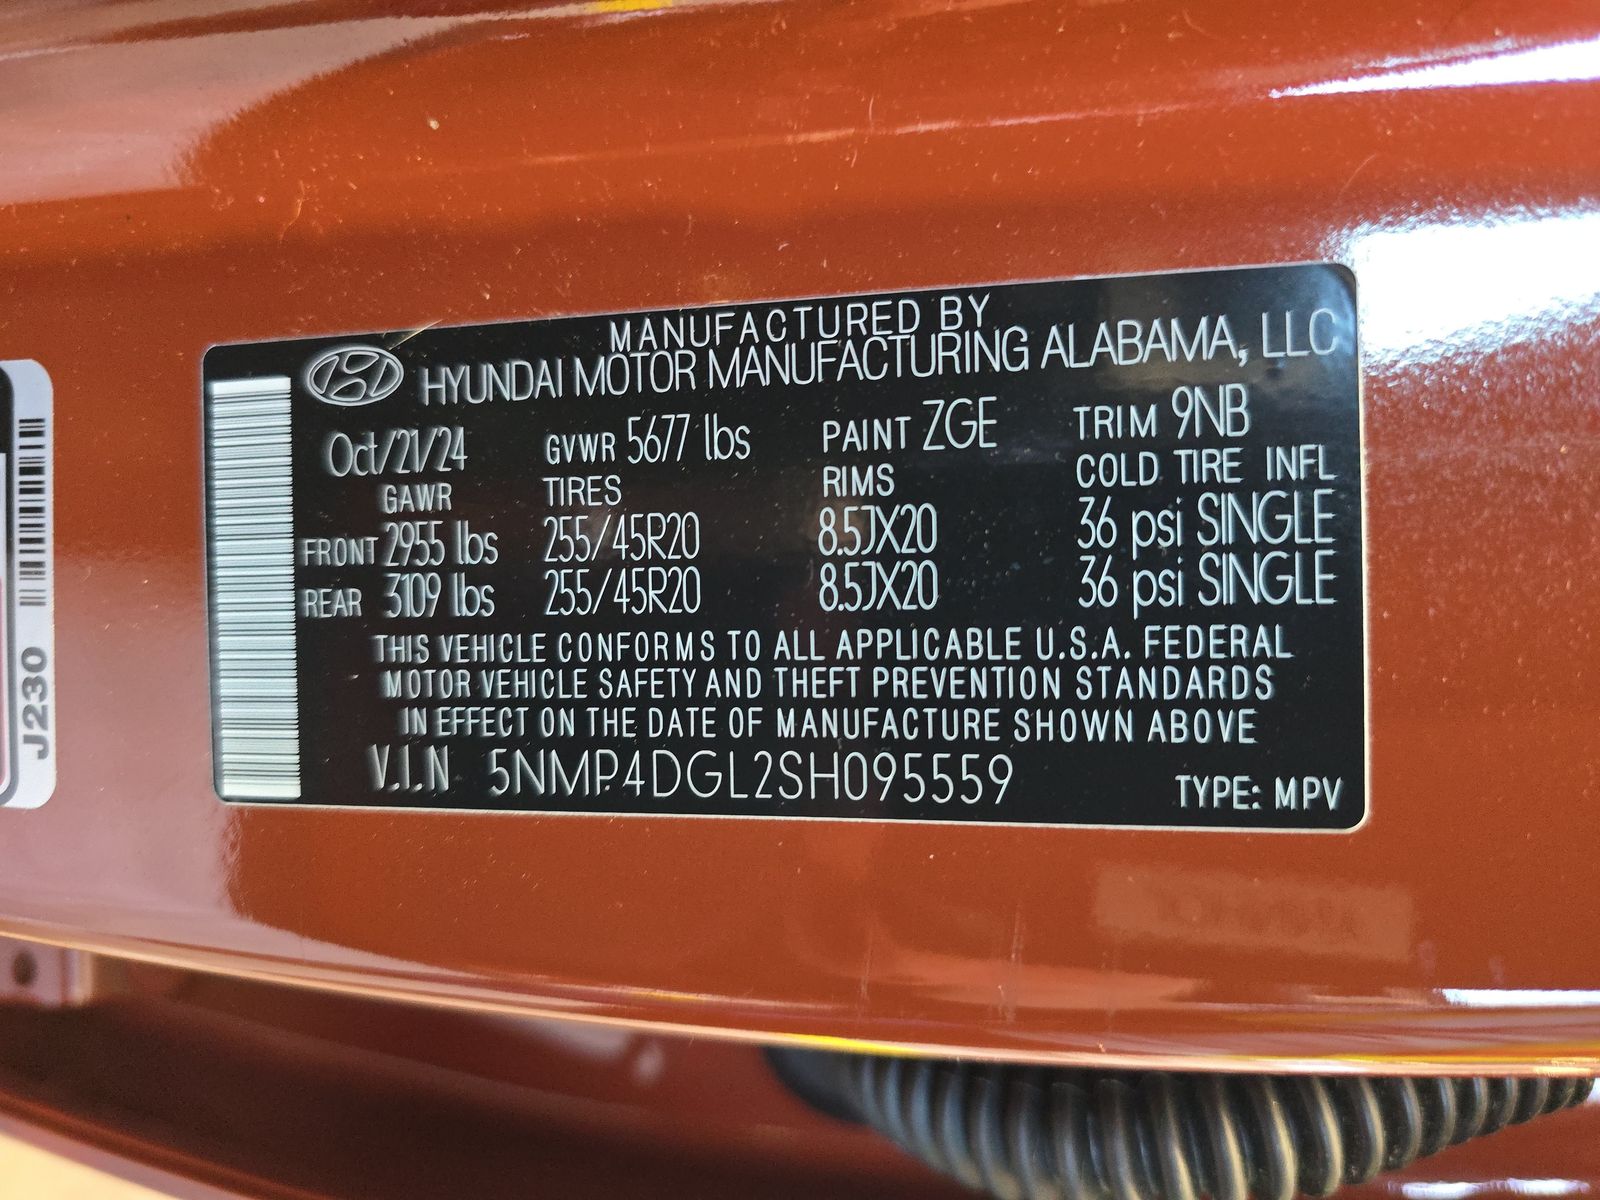 MANUFACTURED BY
HYUNDAI MOTOR MANUFACTURING ALABAMA, LLC
Oct/21/24 GVWR 5677 lbs PAINT ZGE TRIM 9NB
GAWR TIRES RIMS COLD TIRE INFL
FRONT 2955 lbs 255/45R20 8.5JX20 36 psi SINGLE
REAR 3109 lbs 255/45R20 8.5JX20 36 psi SINGLE
THIS VEHICLE CONFORMS TO ALL APPLICABLE U.S.A. FEDERAL
MOTOR VEHICLE SAFETY AND THEFT PREVENTION STANDARDS
IN EFFECT ON THE DATE OF MANUFACTURE SHOWN ABOVE
V.I.N 5NMP4DGL2SH095559 TYPE: MPV
J230